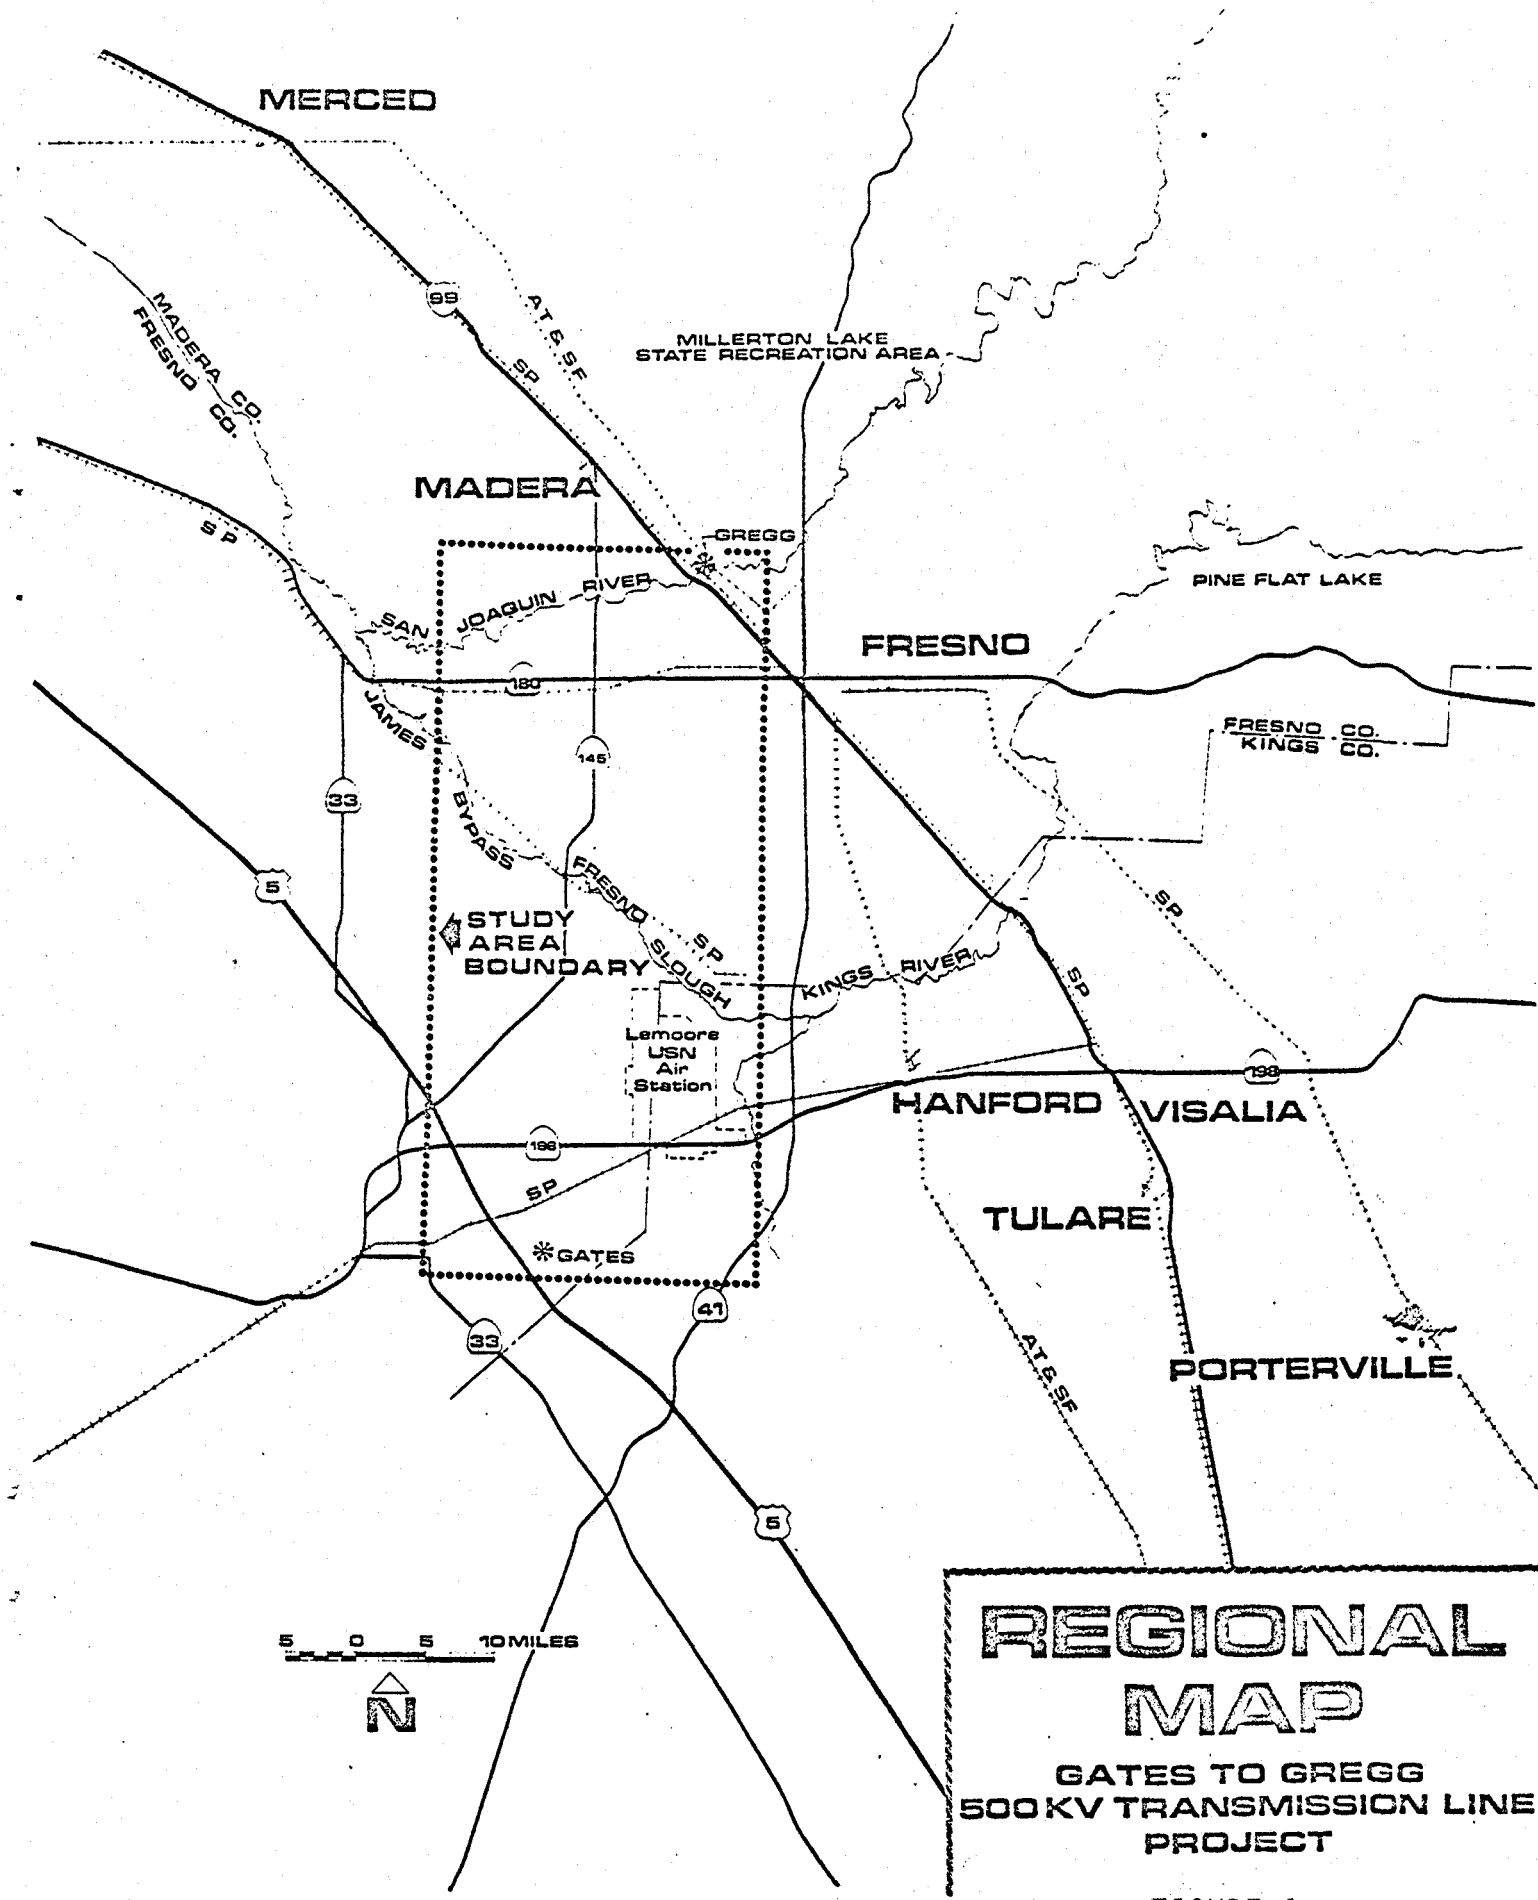 MERCED
99
AT & SF
MADERA CO.
FRESNO CO.
SP
MILLERTON LAKE
STATE RECREATION AREA
MADERA
SP
GREGG
PINE FLAT LAKE
SAN JOAQUIN RIVER
FRESNO
180
JAMES BYPASS
145
FRESNO CO.
KINGS CO.
33
5
FRESNO SLOUGH
STUDY
AREA
BOUNDARY
SP
SP
KINGS RIVER
SP
Lemoore
USN
Air
Station
198
HANFORD
VISALIA
198
SP
TULARE
GATES
41
33
AT & SF
PORTERVILLE
5
5 0 5 10 MILES
N
REGIONAL
MAP
GATES TO GREGG
500 KV TRANSMISSION LINE
PROJECT